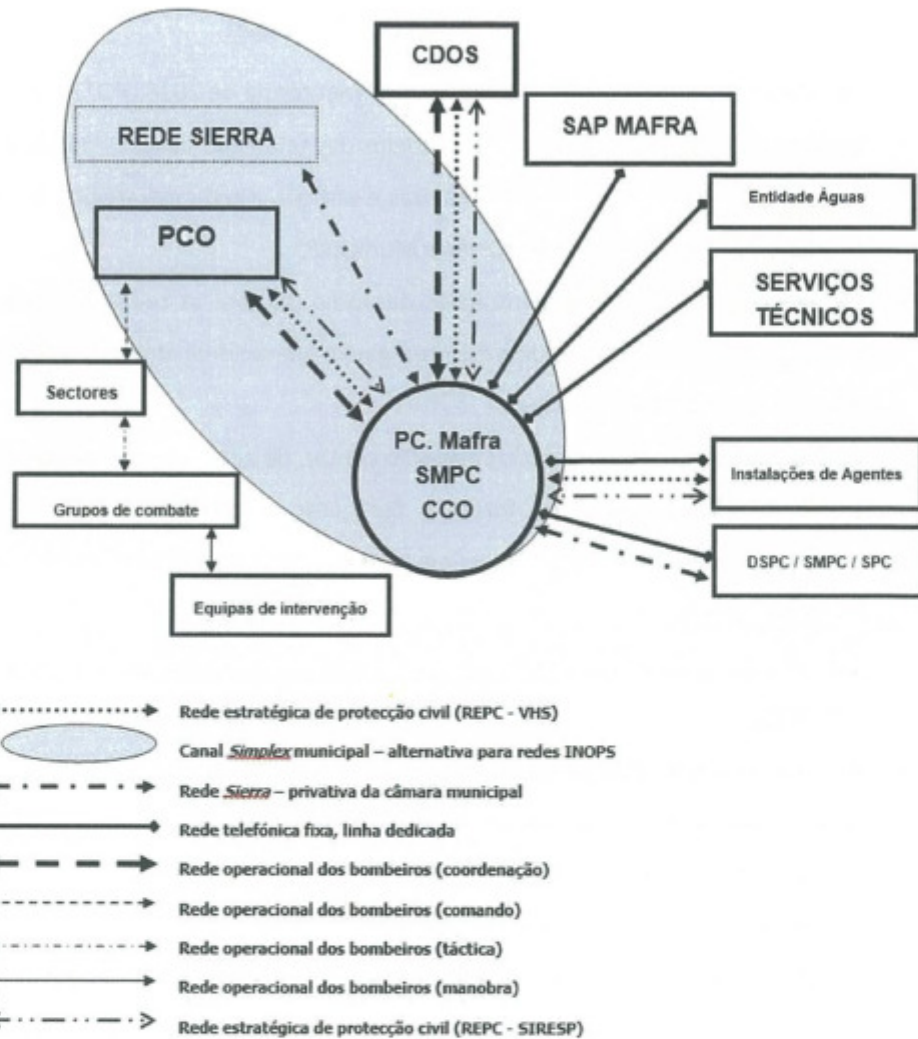 CDOS
REDE SIERRA
SAP MAFRA
PCO
Entidade Águas
SERVIÇOS
TÉCNICOS
Sectores
PC. Mafra
SMPC
CCO
Instalações de Agentes
Grupos de combate
DSPC / SMPC / SPC
Equipas de intervenção
Rede estratégica de protecção civil (REPC - VHS)
Canal Simplex municipal – alternativa para redes INOPS
Rede Sierra – privativa da câmara municipal
Rede telefónica fixa, linha dedicada
Rede operacional dos bombeiros (coordenação)
Rede operacional dos bombeiros (comando)
Rede operacional dos bombeiros (táctica)
Rede operacional dos bombeiros (manobra)
Rede estratégica de protecção civil (REPC - SIRESP)